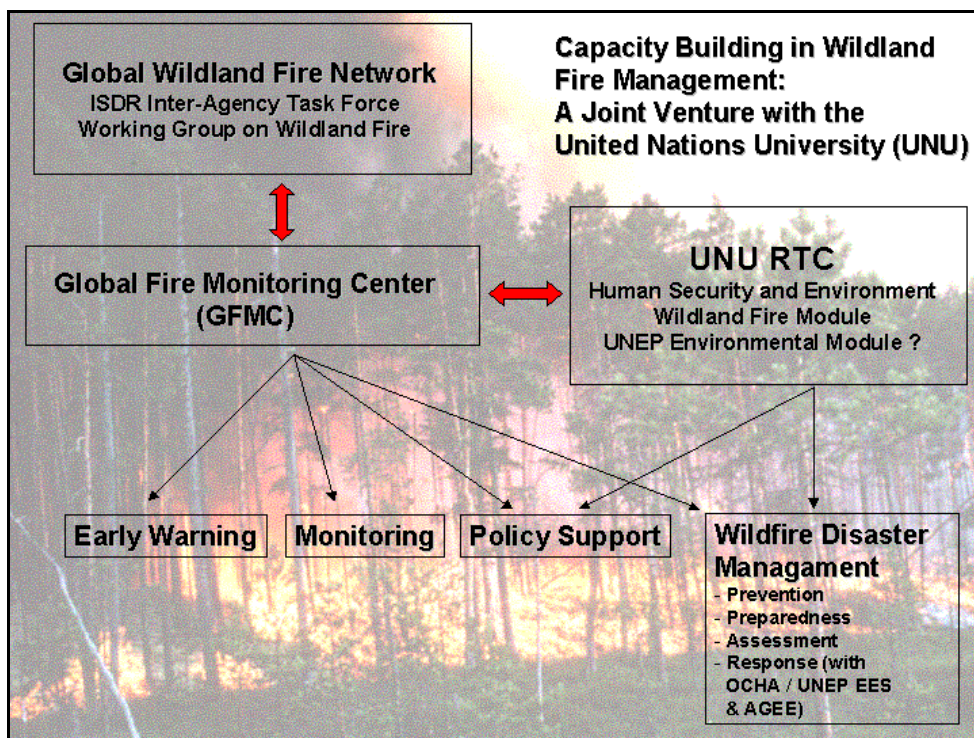 Global Wildland Fire Network
ISDR Inter-Agency Task Force
Working Group on Wildland Fire
Capacity Building in Wildland
Fire Management:
A Joint Venture with the
United Nations University (UNU)
Global Fire Monitoring Center
(GFMC)
UNU RTC
Human Security and Environment
Wildland Fire Module
UNEP Environmental Module ?
Early Warning
Monitoring
Policy Support
Wildfire Disaster
Managament
- Prevention
- Preparedness
- Assessment
- Response (with
OCHA / UNEP EES
& AGEE)